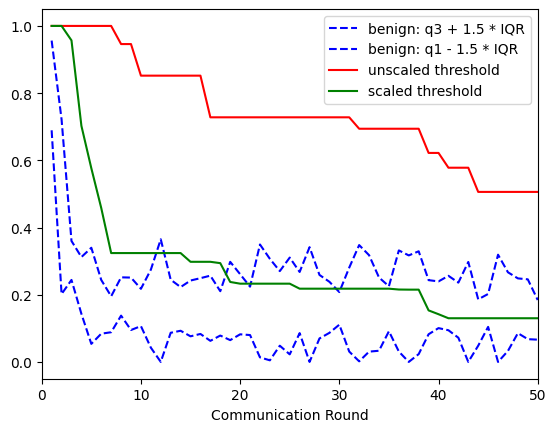 benign: q3 + 1.5 * IQR
benign: q1 - 1.5 * IQR
unscaled threshold
scaled threshold
1.0
0.8
0.6
0.4
0.2
0.0
0 10 20 30 40 50
Communication Round